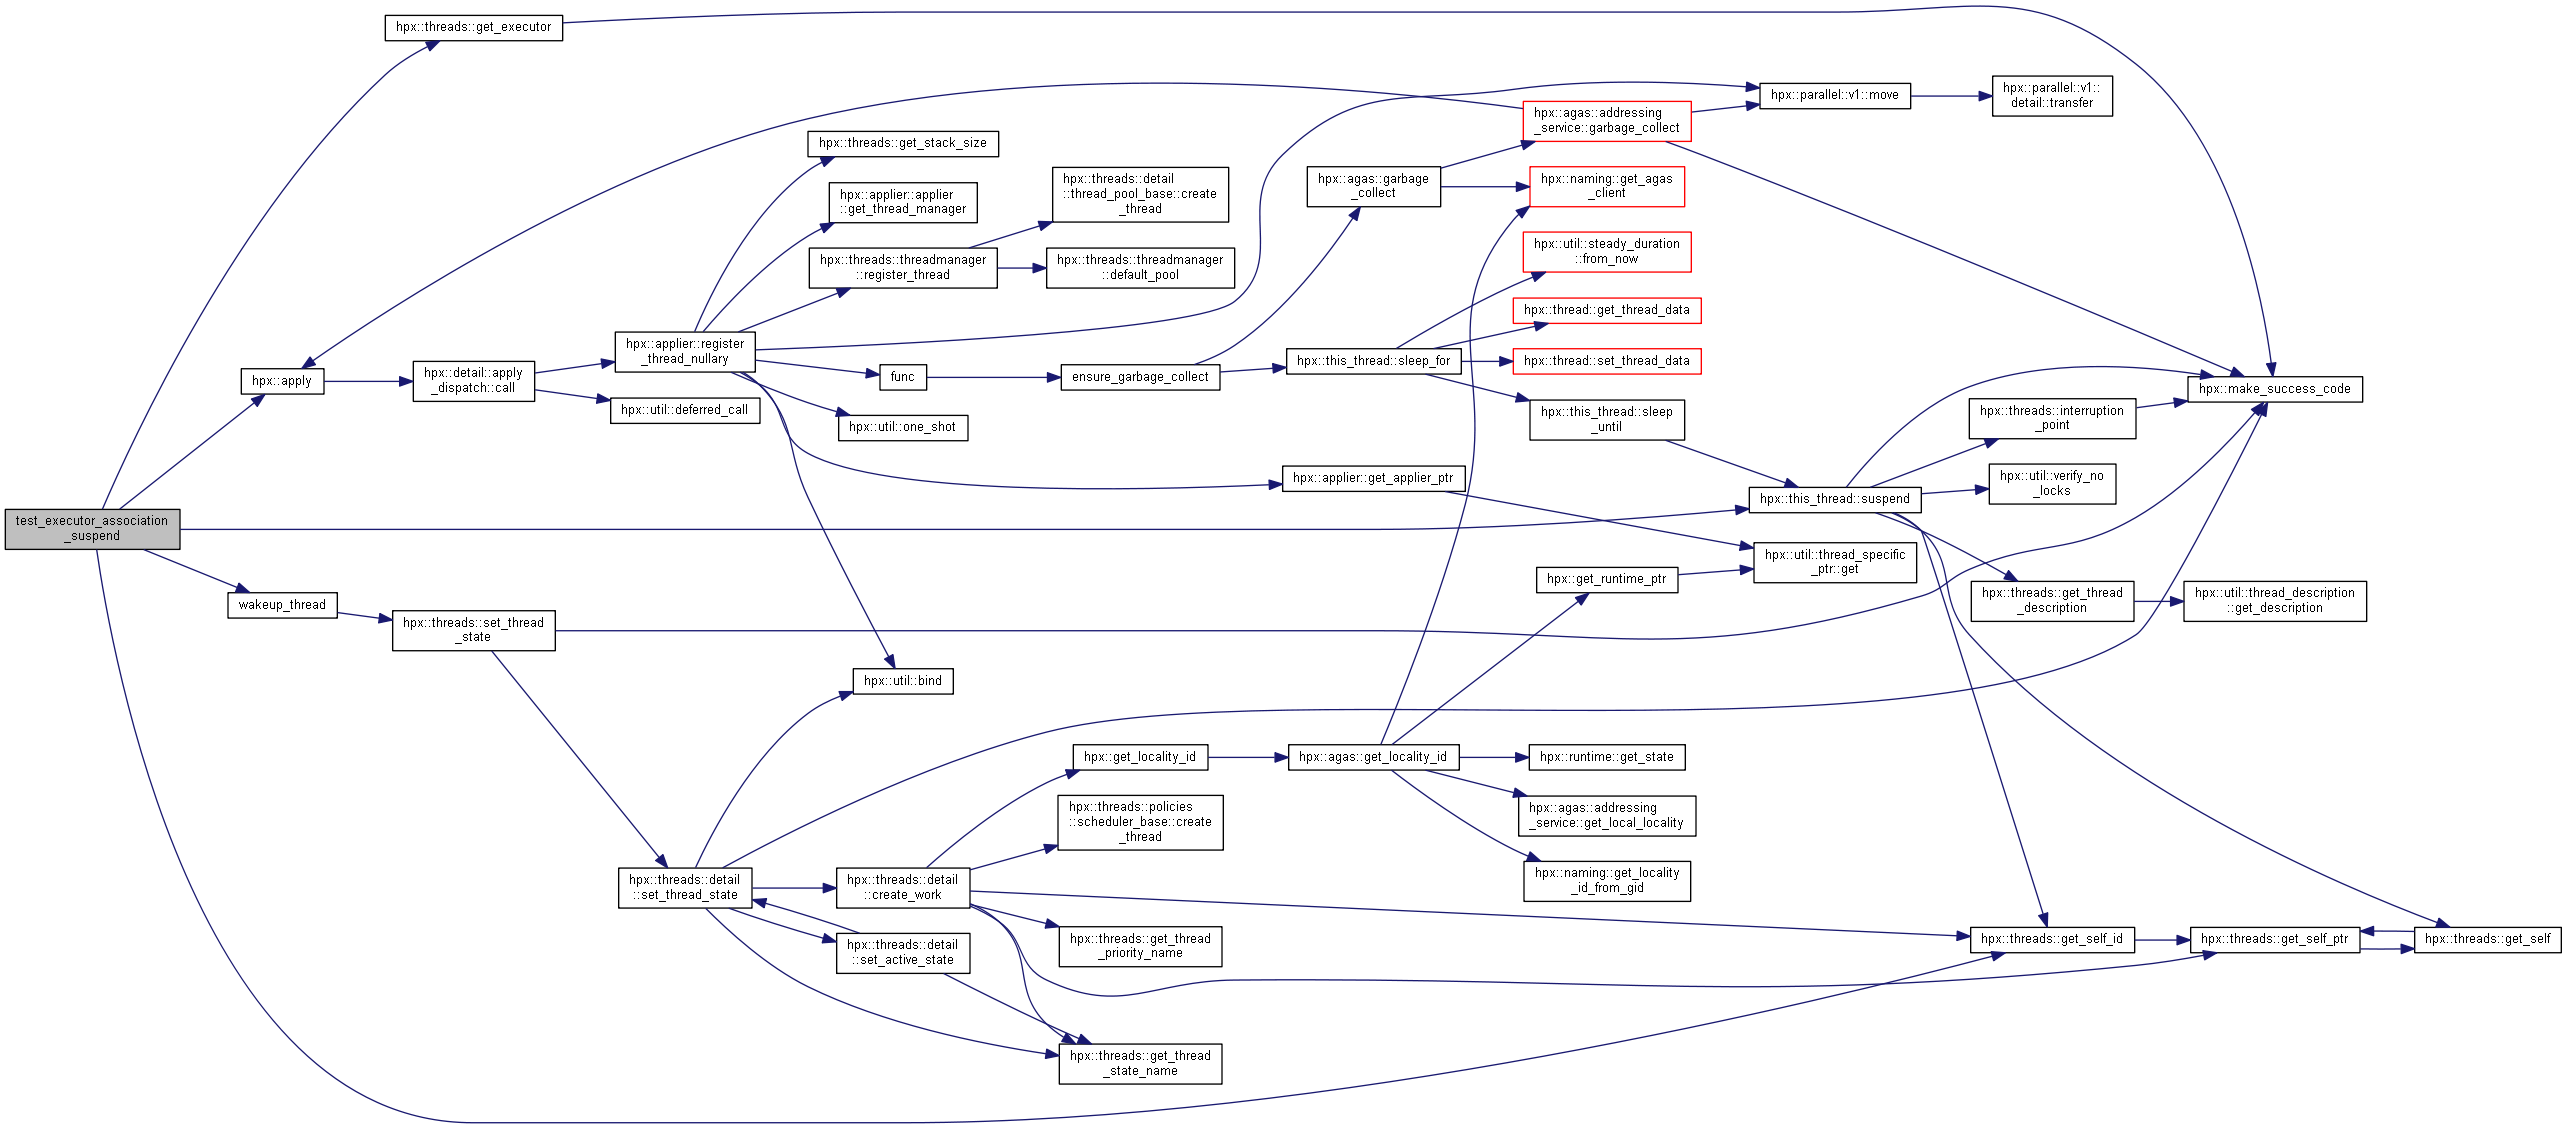 test_executor_association
_suspend
hpx::threads::get_executor
hpx::apply
wakeup_thread
hpx::detail::apply
_dispatch::call
hpx::threads::set_thread
_state
hpx::applier::register
_thread_nullary
hpx::util::deferred_call
hpx::threads::detail
::set_thread_state
hpx::threads::get_stack_size
hpx::applier::applier
::get_thread_manager
hpx::threads::threadmanager
::register_thread
func
hpx::util::one_shot
hpx::util::bind
hpx::threads::detail
::create_work
hpx::threads::detail
::set_active_state
hpx::threads::detail
::thread_pool_base::create
_thread
hpx::threads::threadmanager
::default_pool
ensure_garbage_collect
hpx::get_locality_id
hpx::threads::policies
::scheduler_base::create
_thread
hpx::threads::get_thread
_priority_name
hpx::threads::get_thread
_state_name
hpx::agas::garbage
_collect
hpx::this_thread::sleep_for
hpx::applier::get_applier_ptr
hpx::agas::get_locality_id
hpx::agas::addressing
_service::garbage_collect
hpx::naming::get_agas
_client
hpx::util::steady_duration
::from_now
hpx::thread::get_thread_data
hpx::thread::set_thread_data
hpx::this_thread::sleep
_until
hpx::get_runtime_ptr
hpx::runtime::get_state
hpx::agas::addressing
_service::get_local_locality
hpx::naming::get_locality
_id_from_gid
hpx::parallel::v1::move
hpx::this_thread::suspend
hpx::util::thread_specific
_ptr::get
hpx::parallel::v1::
detail::transfer
hpx::threads::interruption
_point
hpx::util::verify_no
_locks
hpx::threads::get_thread
_description
hpx::threads::get_self_id
hpx::make_success_code
hpx::util::thread_description
::get_description
hpx::threads::get_self_ptr
hpx::threads::get_self